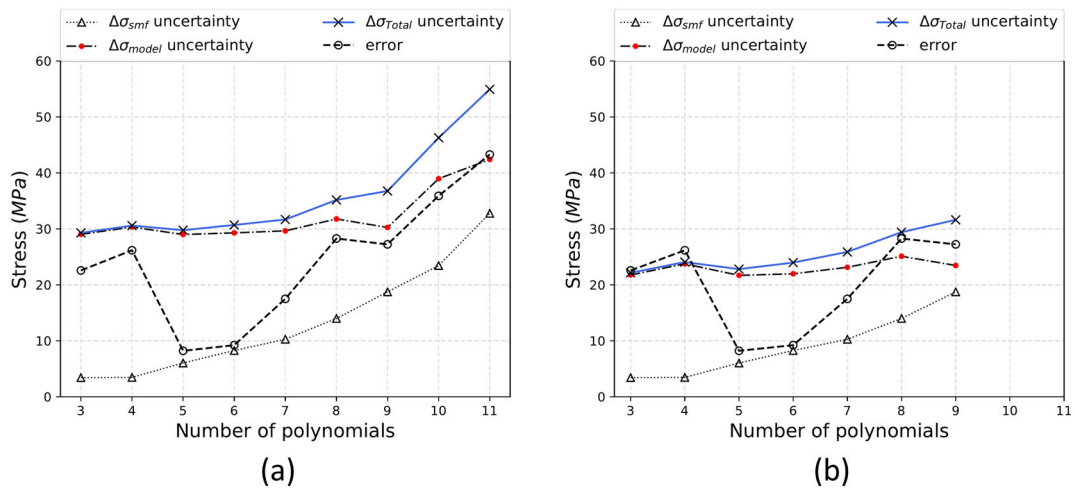 Δσsmf uncertainty
Δσmodel uncertainty
ΔσTotal uncertainty
error
60
50
40
30
20
10
0
Stress (MPa)
3 4 5 6 7 8 9 10 11
Number of polynomials
(a)
Δσsmf uncertainty
Δσmodel uncertainty
ΔσTotal uncertainty
error
60
50
40
30
20
10
0
Stress (MPa)
3 4 5 6 7 8 9 10 11
Number of polynomials
(b)